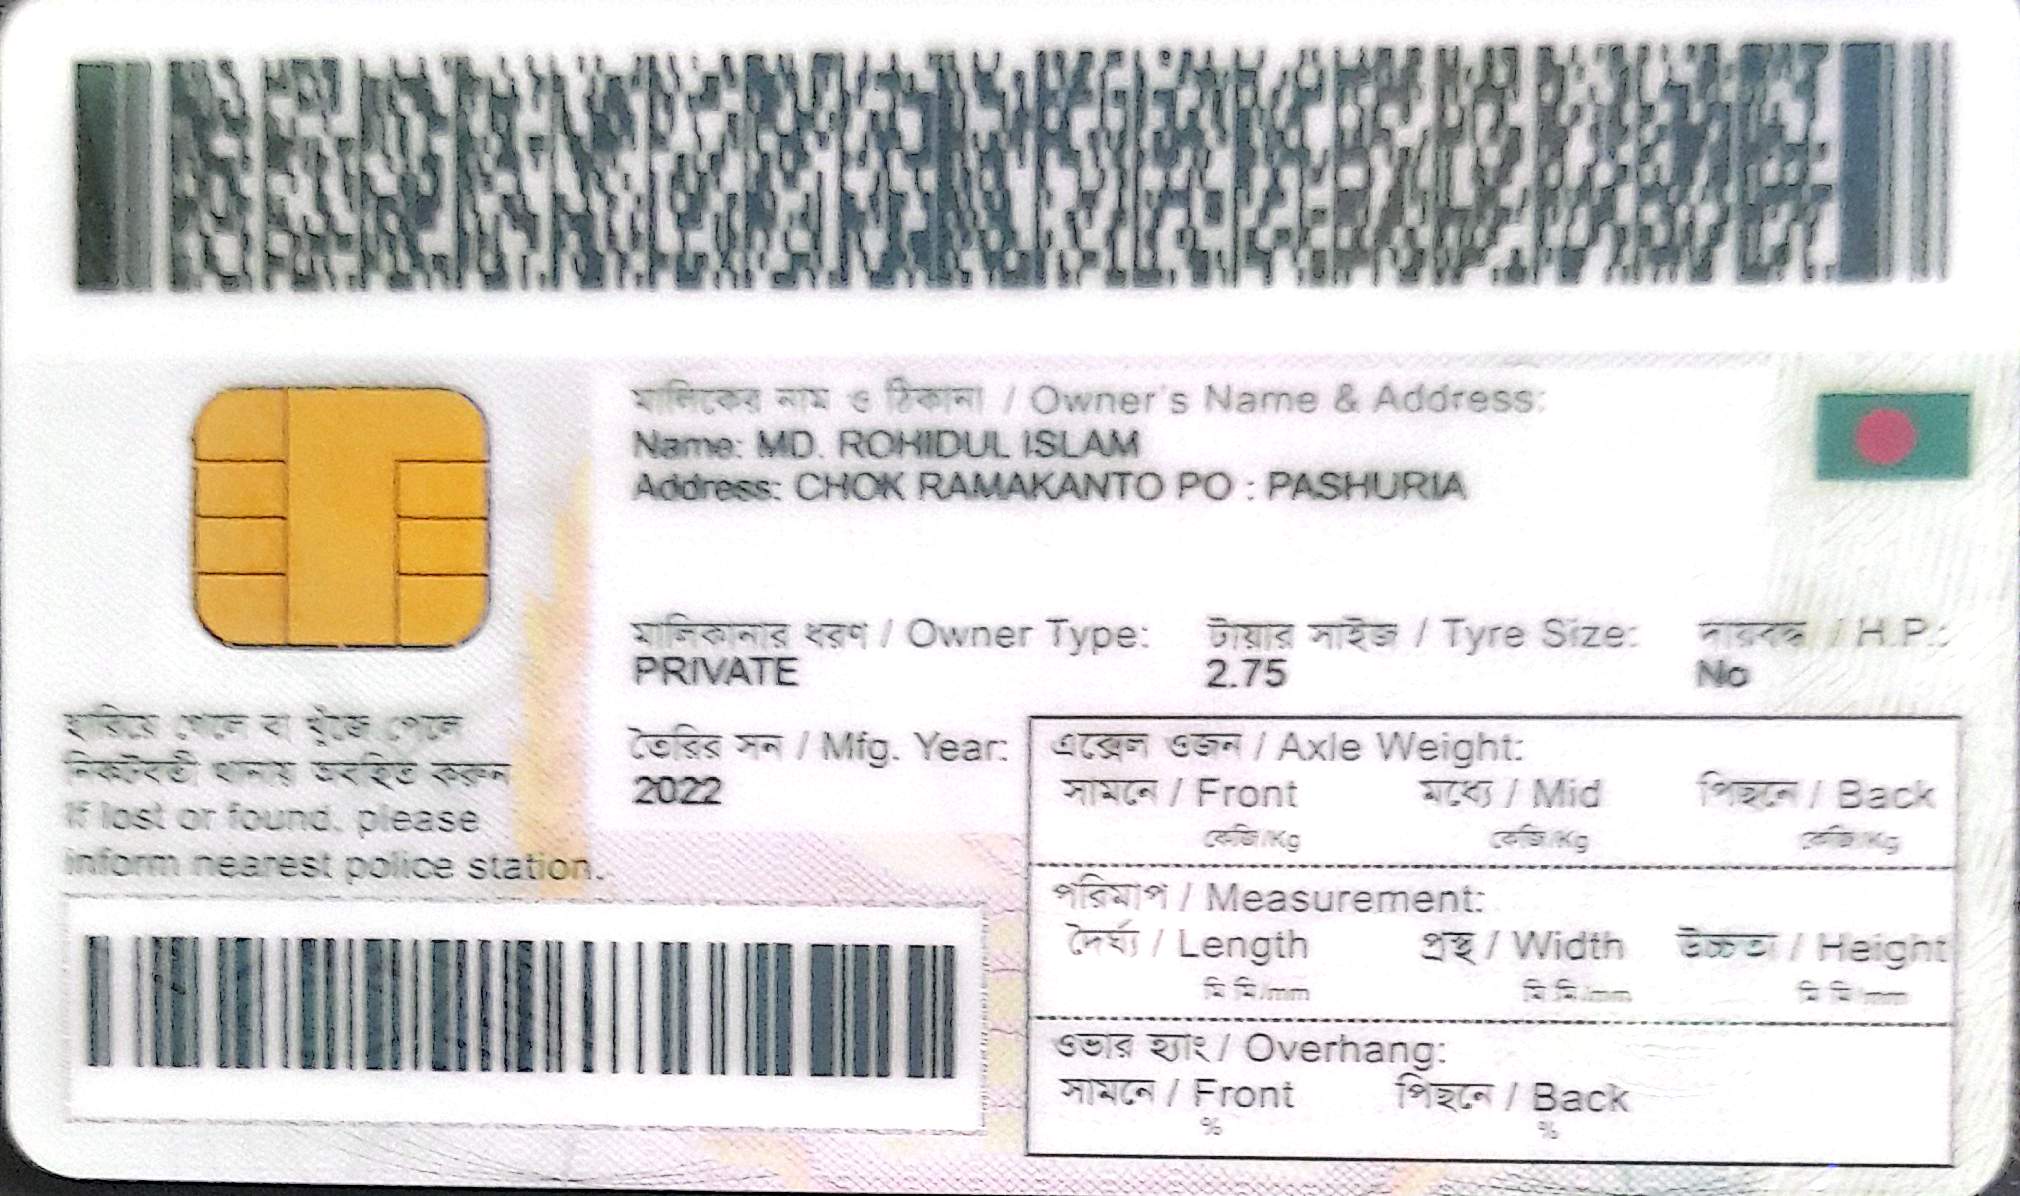 মালিকের নাম ও ঠিকানা / Owner's Name & Address:
Name: MD. ROHIDUL ISLAM
Address: CHOK RAMAKANTO PO : PASHURIA
মালিকানার ধরণ / Owner Type: টায়ার সাইজ / Tyre Size: দায়বদ্ধ / H.P.:
PRIVATE 2.75 No
হারিয়ে গেলে বা খুঁজে পেলে
নিকটবর্তী থানায় অবহিত করুন
If lost or found, please
inform nearest police station.
তৈরির সন / Mfg. Year:
2022
এক্সেল ওজন / Axle Weight:
সামনে / Front মধ্যে / Mid পিছনে / Back
কেজি/Kg কেজি/Kg কেজি/Kg
পরিমাপ / Measurement:
দৈর্ঘ্য / Length প্রস্থ / Width উচ্চতা / Height
মি মি/mm মি মি/mm মি মি/mm
ওভার হ্যাং / Overhang:
সামনে / Front পিছনে / Back
% %